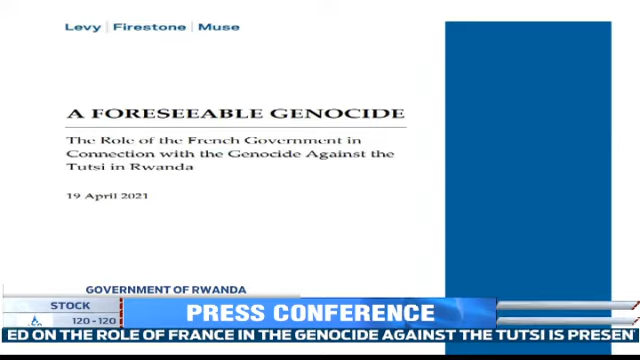 Levy | Firestone | Muse
A FORESEEABLE GENOCIDE
The Role of the French Government in
Connection with the Genocide Against the
Tutsi in Rwanda
19 April 2021
GOVERNMENT OF RWANDA
STOCK
PRESS CONFERENCE
120-120
ED ON THE ROLE OF FRANCE IN THE GENOCIDE AGAINST THE TUTSI IS PRESENT